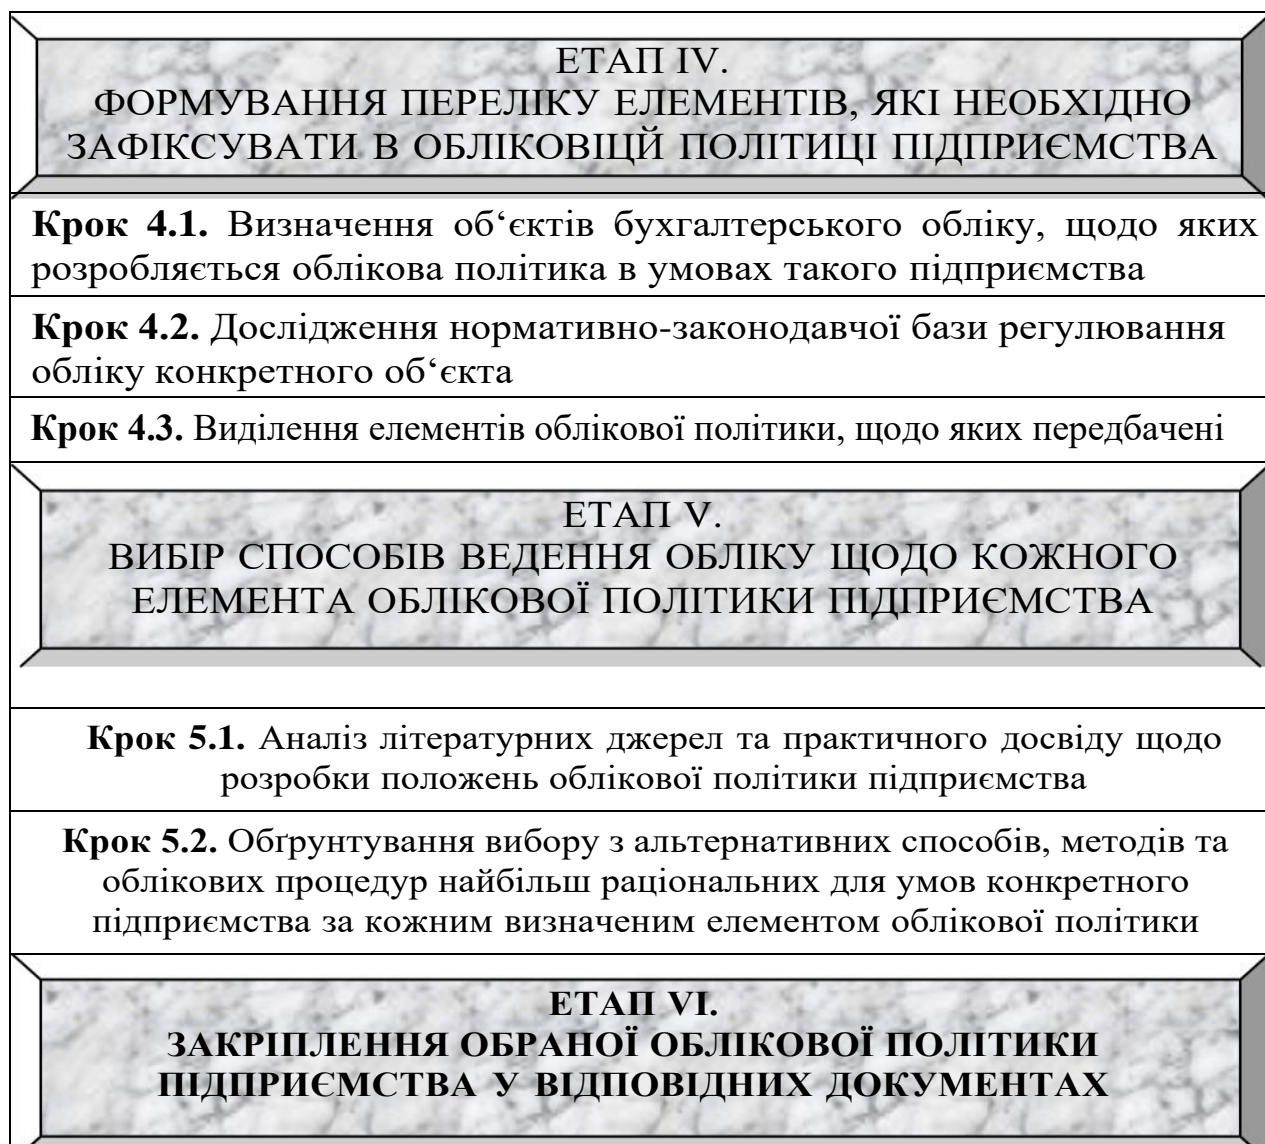 ЕТАП IV.
ФОРМУВАННЯ ПЕРЕЛІКУ ЕЛЕМЕНТІВ, ЯКІ НЕОБХІДНО
ЗАФІКСУВАТИ В ОБЛІКОВІЦЙ ПОЛІТИЦІ ПІДПРИЄМСТВА
Крок 4.1. Визначення об‘єктів бухгалтерського обліку, щодо яких
розробляється облікова політика в умовах такого підприємства
Крок 4.2. Дослідження нормативно-законодавчої бази регулювання
обліку конкретного об‘єкта
Крок 4.3. Виділення елементів облікової політики, щодо яких передбачені
ЕТАП V.
ВИБІР СПОСОБІВ ВЕДЕННЯ ОБЛІКУ ЩОДО КОЖНОГО
ЕЛЕМЕНТА ОБЛІКОВОЇ ПОЛІТИКИ ПІДПРИЄМСТВА
Крок 5.1. Аналіз літературних джерел та практичного досвіду щодо
розробки положень облікової політики підприємства
Крок 5.2. Обґрунтування вибору з альтернативних способів, методів та
облікових процедур найбільш раціональних для умов конкретного
підприємства за кожним визначеним елементом облікової політики
ЕТАП VI.
ЗАКРІПЛЕННЯ ОБРАНОЇ ОБЛІКОВОЇ ПОЛІТИКИ
ПІДПРИЄМСТВА У ВІДПОВІДНИХ ДОКУМЕНТАХ